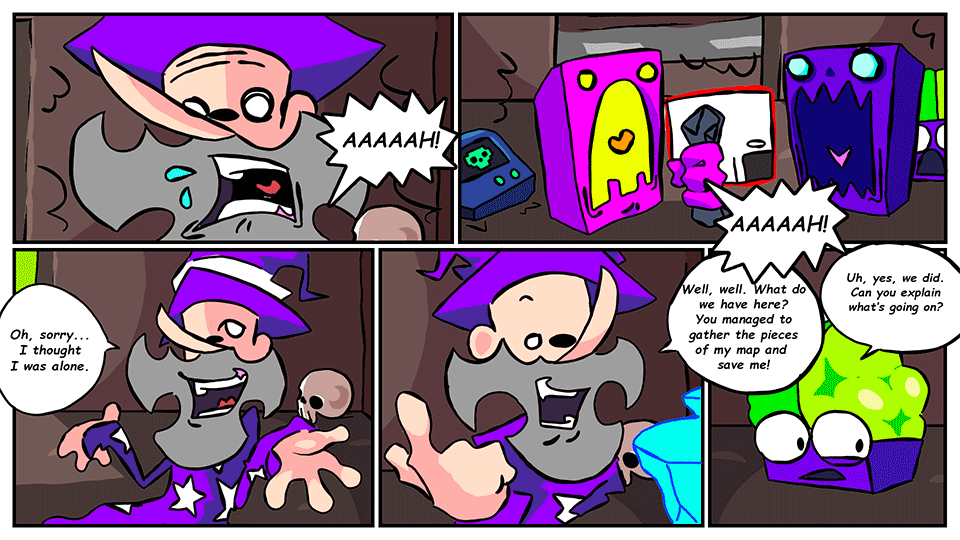 AAAAAH!
AAAAAH!
Oh, sorry...
I thought
I was alone.
Well, well. What do
we have here?
You managed to
gather the pieces
of my map and
save me!
Uh, yes, we did.
Can you explain
what's going on?